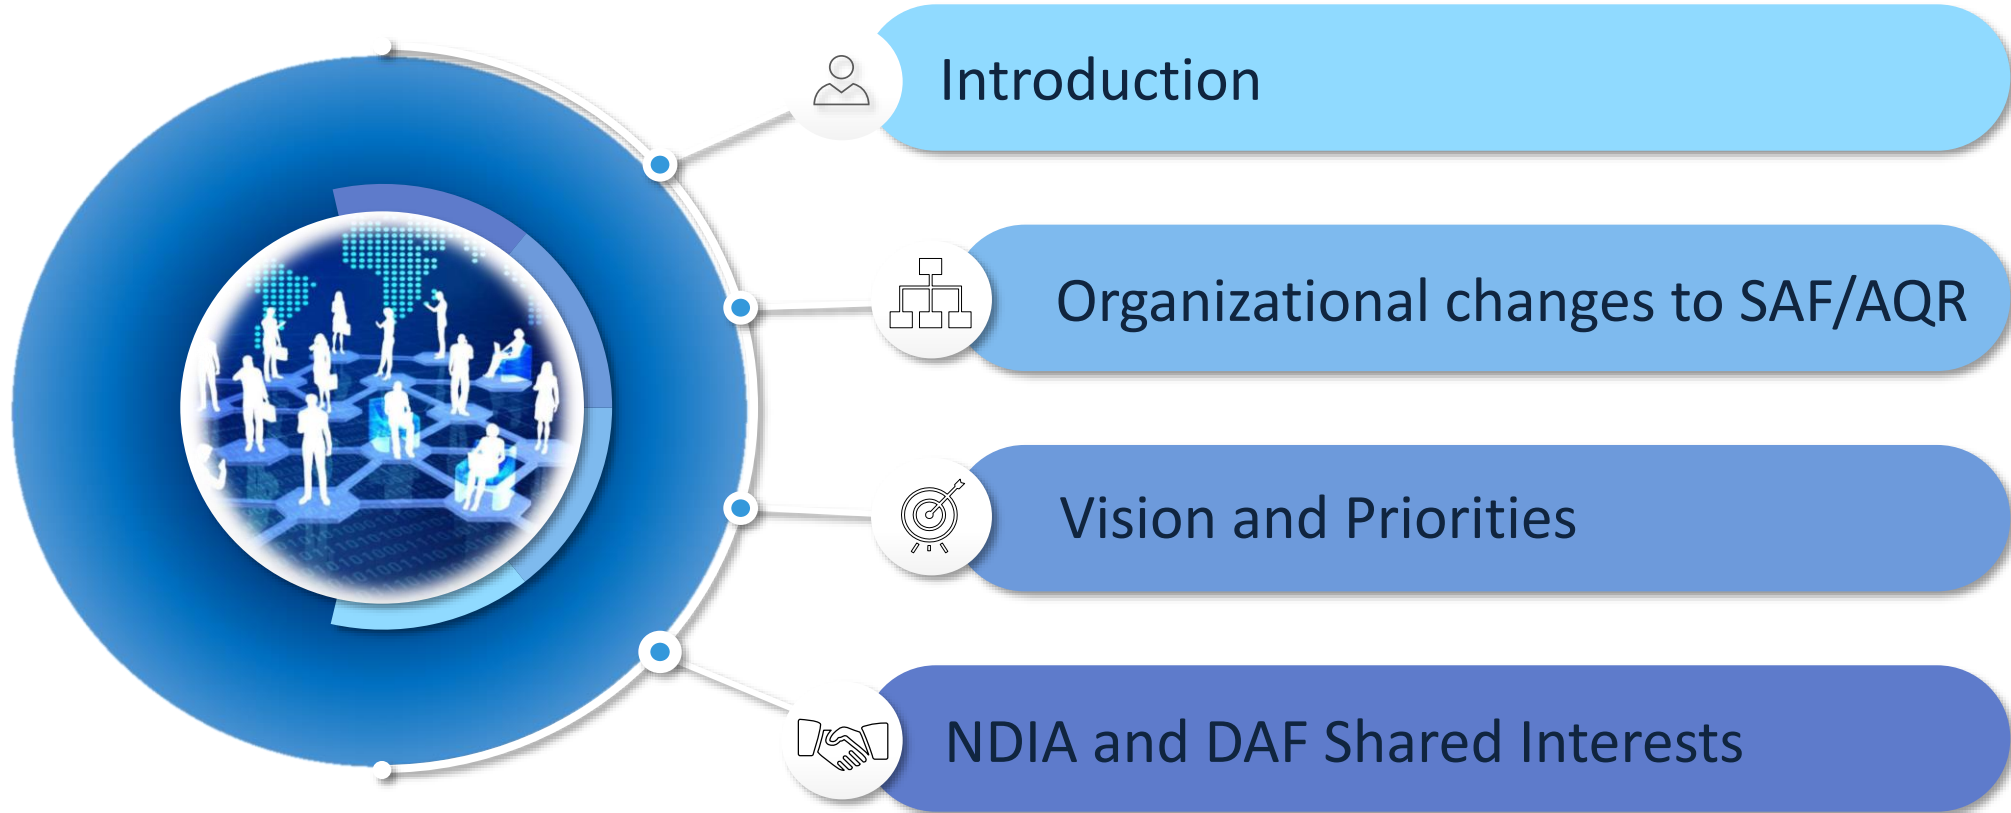 Introduction
Organizational changes to SAF/AQR
Vision and Priorities
NDIA and DAF Shared Interests